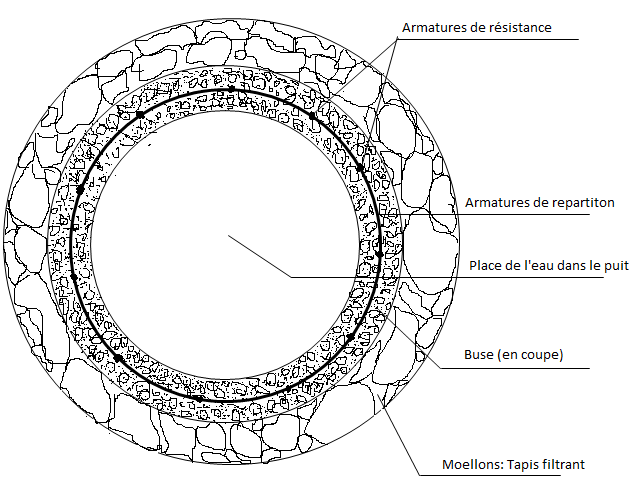 Armatures de résistance
Armatures de repartiton
Place de l'eau dans le puit
Buse (en coupe)
Moellons: Tapis filtrant